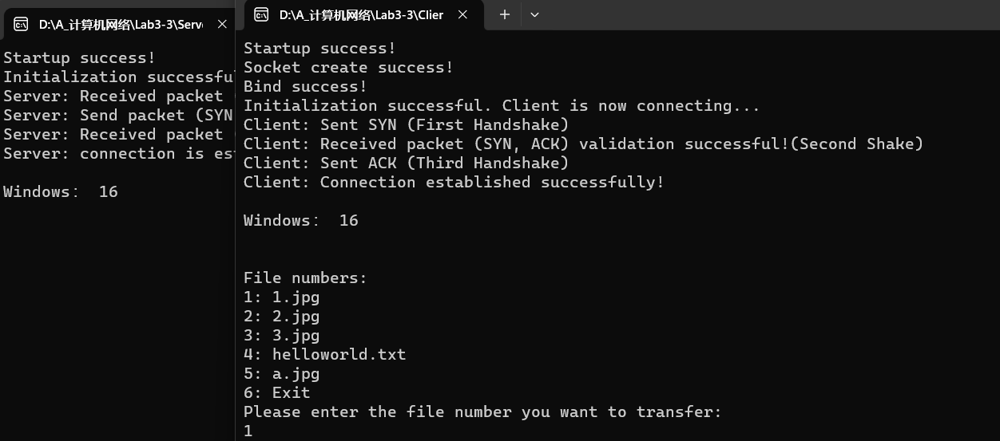 D:\A_计算机网络\Lab3-3\Serv
Startup success!
Initialization successfu
Server: Received packet
Server: Send packet (SYN
Server: Received packet
Server: connection is es
Windows： 16
D:\A_计算机网络\Lab3-3\Clier
Startup success!
Socket create success!
Bind success!
Initialization successful. Client is now connecting...
Client: Sent SYN (First Handshake)
Client: Received packet (SYN, ACK) validation successful!(Second Shake)
Client: Sent ACK (Third Handshake)
Client: Connection established successfully!
Windows： 16
File numbers:
1: 1.jpg
2: 2.jpg
3: 3.jpg
4: helloworld.txt
5: a.jpg
6: Exit
Please enter the file number you want to transfer:
1